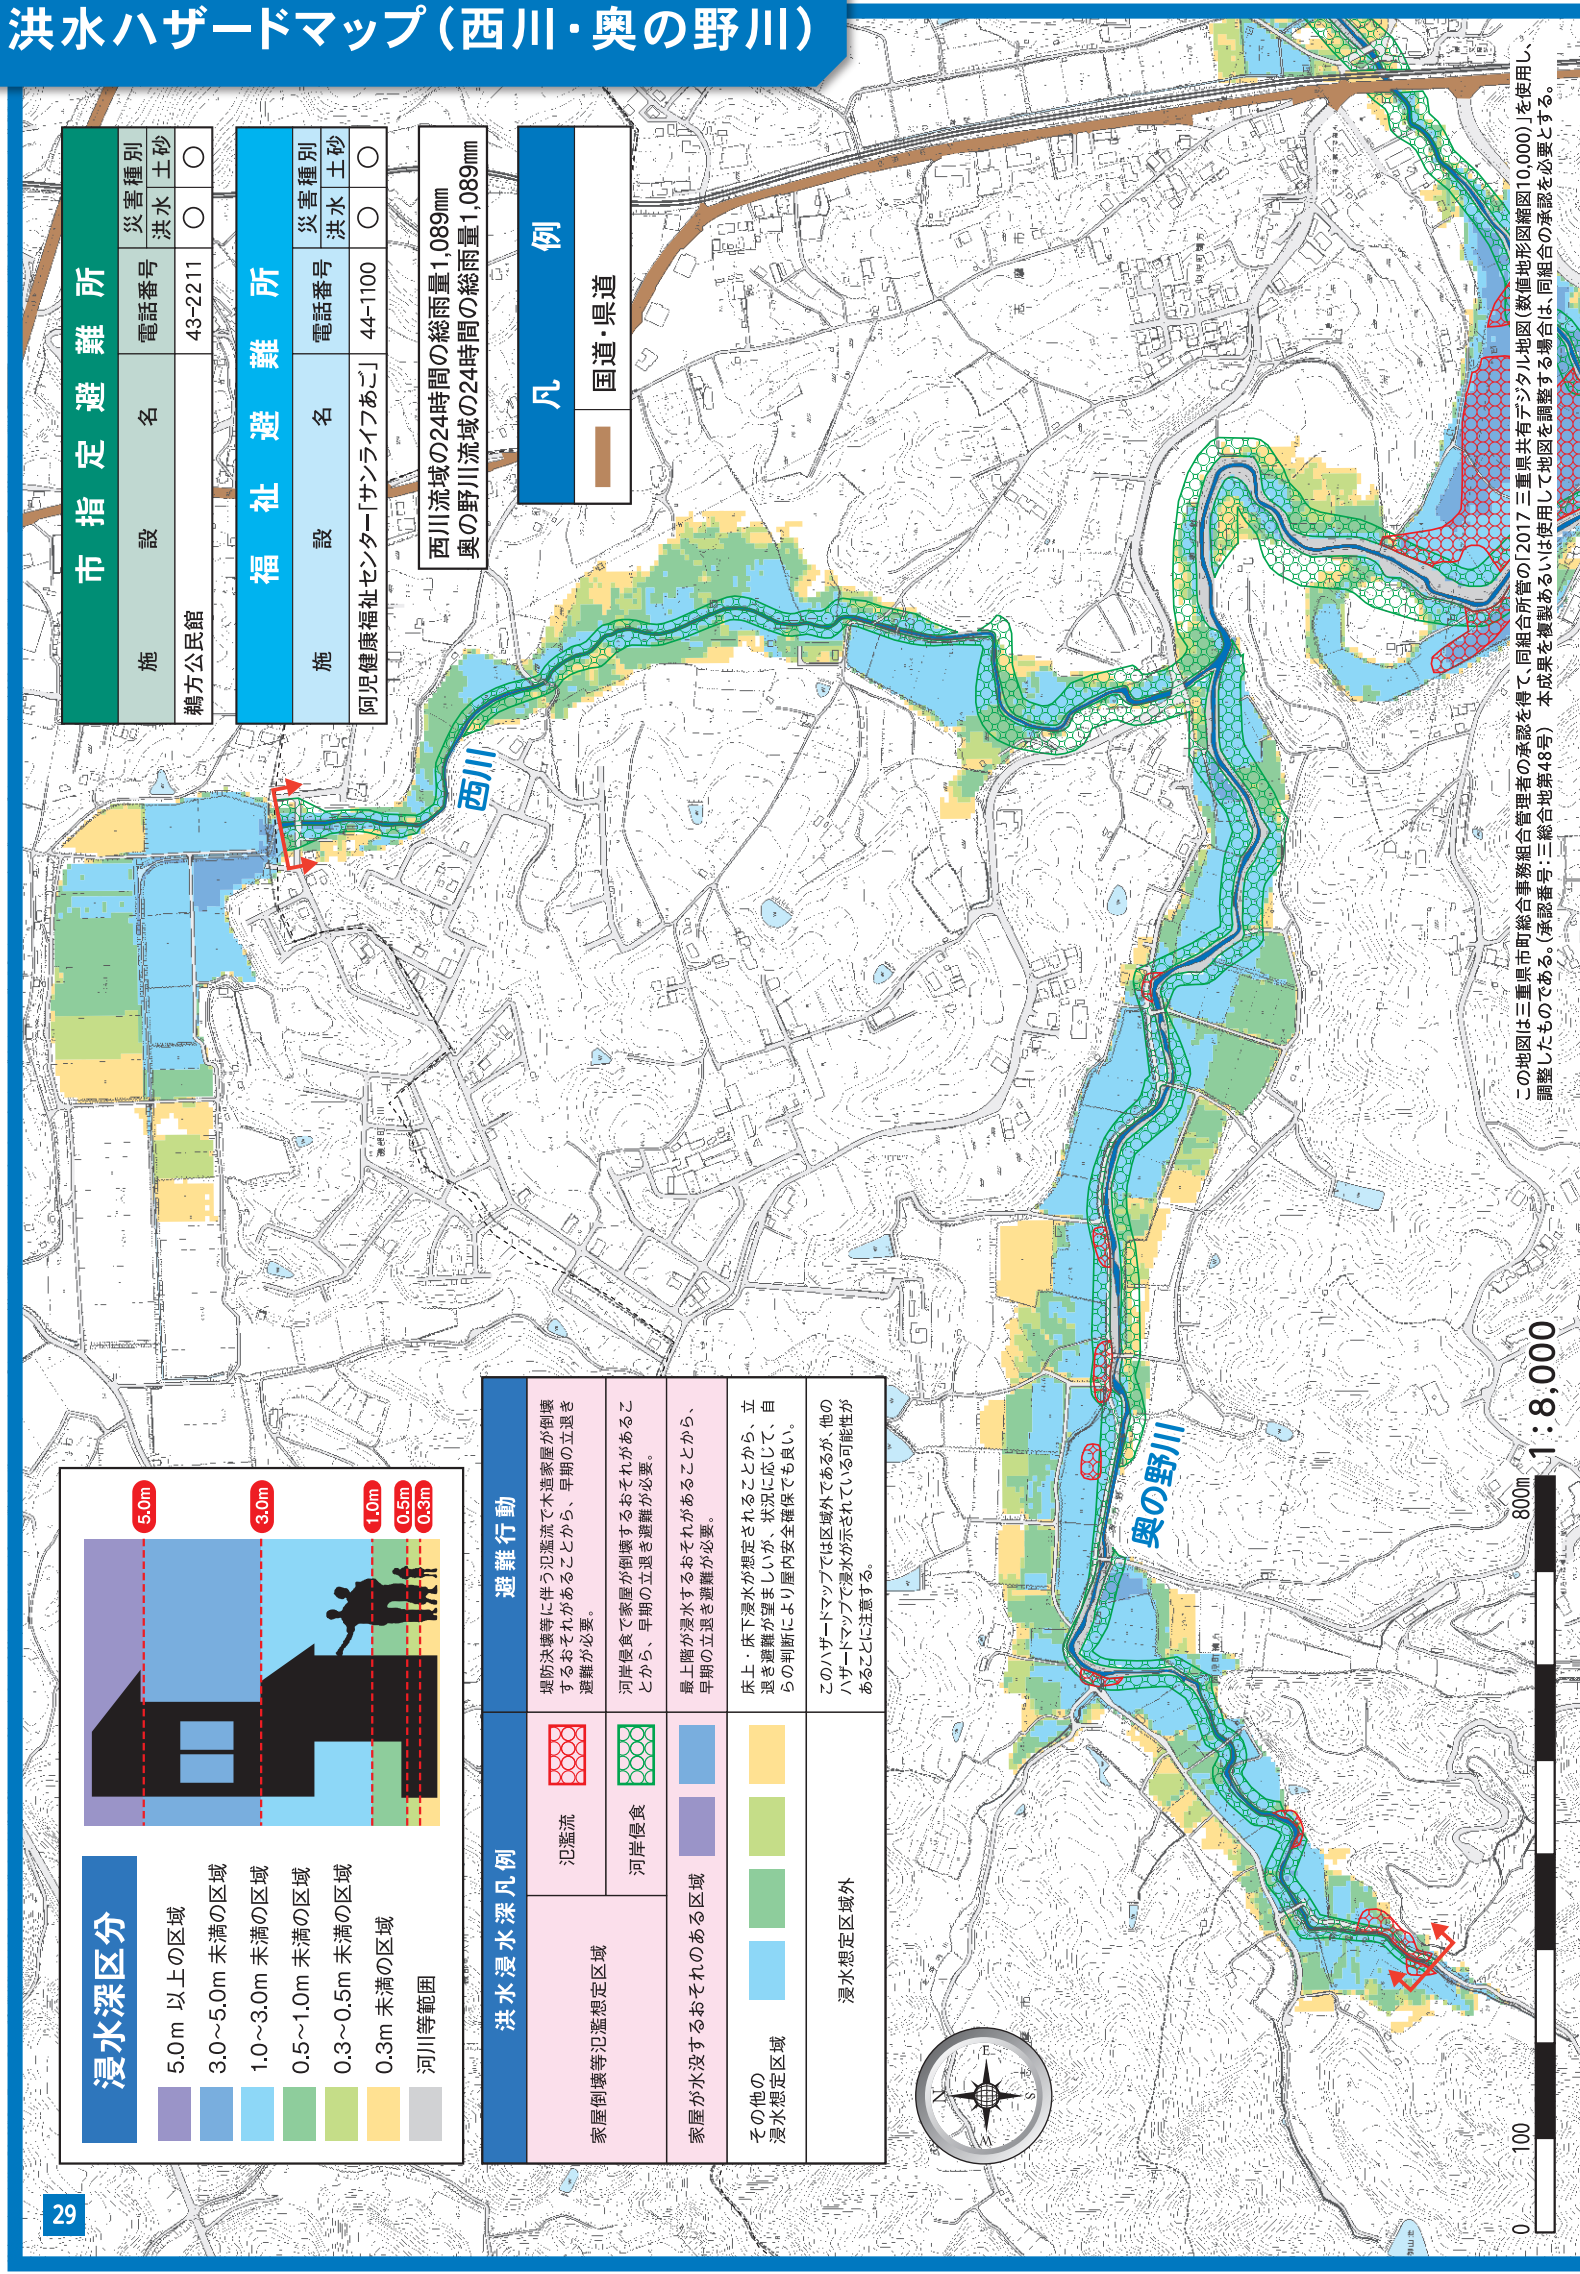 洪水ハザードマップ（西川・奥の野川）
市指定避難所
施設名 電話番号 災害種別
洪水 土砂
鵜方公民館 43-2211 ○ ○
福祉避難所
施設名 電話番号 災害種別
洪水 土砂
阿児健康福祉センター｢サンライフあご｣ 44-1100 ○ ○
西川流域の24時間の総雨量1,089㎜
奥の野川流域の24時間の総雨量1,089㎜
凡例
国道・県道
浸水深区分
5.0m 以上の区域
3.0～5.0m 未満の区域
1.0～3.0m 未満の区域
0.5～1.0m 未満の区域
0.3～0.5m 未満の区域
0.3m 未満の区域
河川等範囲
5.0m
3.0m
1.0m
0.5m
0.3m
洪水浸水深凡例 避難行動
家屋倒壊等氾濫想定区域
氾濫流
堤防決壊等に伴う氾濫流で木造家屋が倒壊
するおそれがあることから、早期の立退き
避難が必要。
河岸侵食
河岸侵食で家屋が倒壊するおそれがあるこ
とから、早期の立退き避難が必要。
家屋が水没するおそれのある区域
最上階が浸水するおそれがあることから、
早期の立退き避難が必要。
その他の
浸水想定区域
床上・床下浸水が想定されることから、立
退き避難が望ましいが、状況に応じて、自
らの判断により屋内安全確保でも良い。
浸水想定区域外
このハザードマップでは区域外であるが、他の
ハザードマップで浸水が示されている可能性が
あることに注意する。
西川
奥の野川
N
E
S
W
0 100 800m
1：8,000
この地図は三重県市町総合事務組合管理者の承認を得て、同組合所管の｢2017 三重県共有デジタル地図（数値地形図縮図10,000）｣を使用し、
調整したものである。（承認番号：三総合地第48号） 本成果を複製あるいは使用して地図を調整する場合は、同組合の承認を必要とする。
29